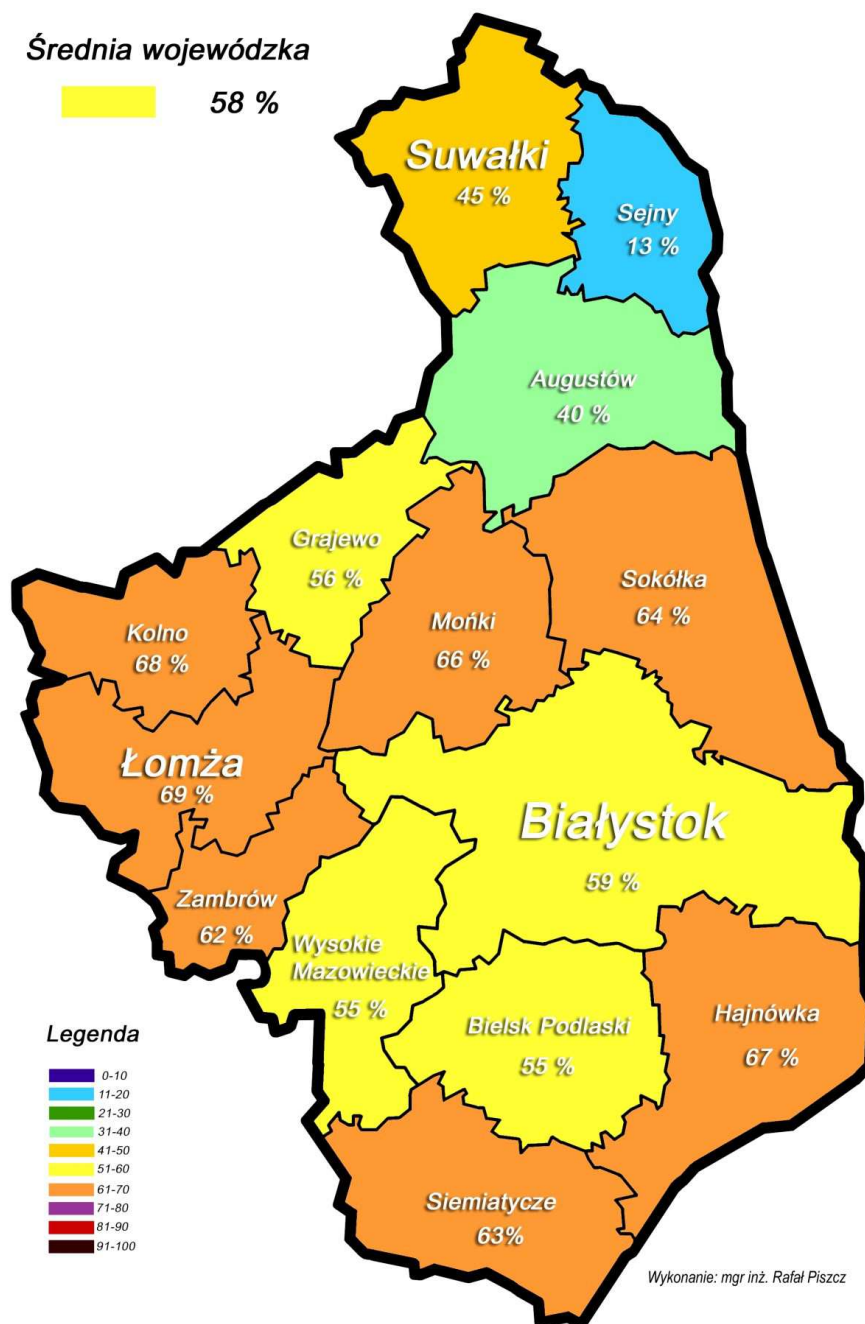 Średnia wojewódzka
58 %
Suwałki
45 %
Sejny
13 %
Augustów
40 %
Grajewo
56 %
Kolno
68 %
Mońki
66 %
Sokółka
64 %
Łomża
69 %
Białystok
59 %
Zambrów
62 %
Wysokie
Mazowieckie
55 %
Bielsk Podlaski
55 %
Hajnówka
67 %
Siemiatycze
63%
Legenda
0-10
11-20
21-30
31-40
41-50
51-60
61-70
71-80
81-90
91-100
Wykonanie: mgr inż. Rafał Piszcz